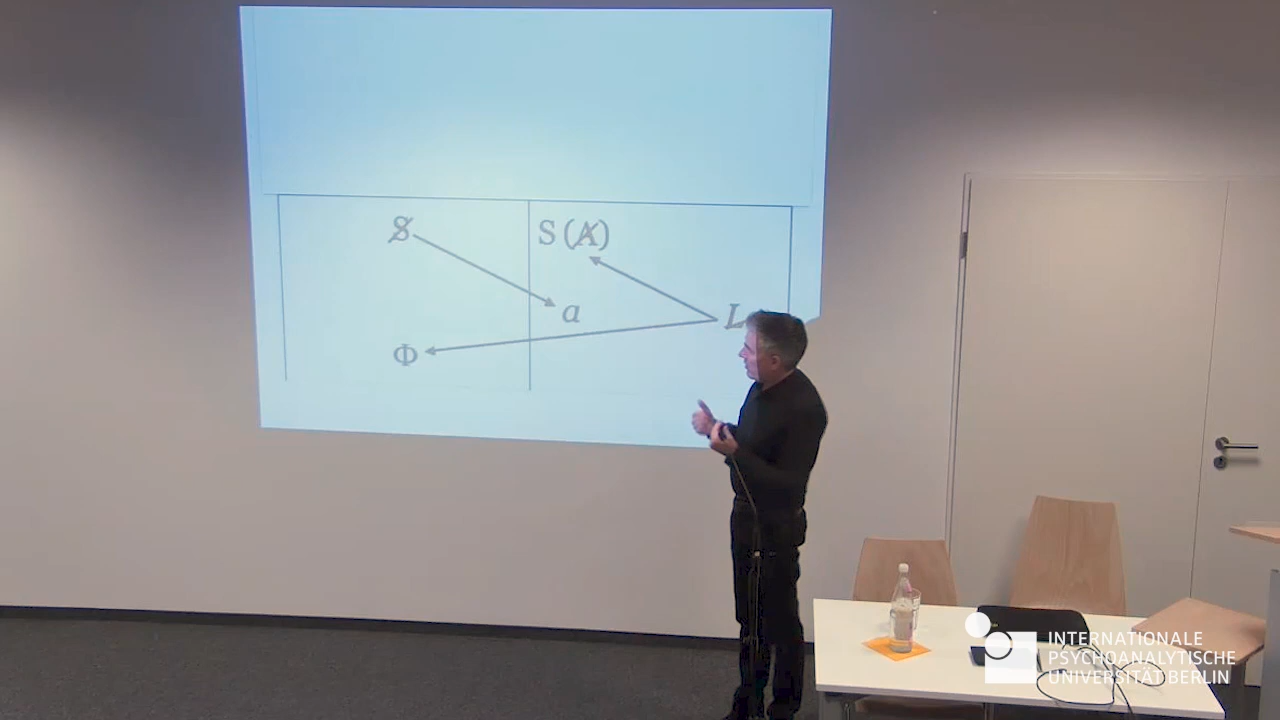 $ S (Ⱥ)
a
L
Φ
INTERNATIONALE
PSYCHOANALYTISCHE
UNIVERSITÄT BERLIN